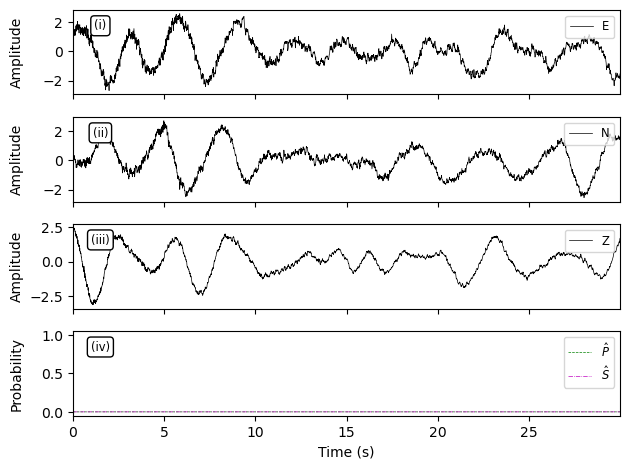 Amplitude
2
0
−2
(i)
E
Amplitude
2
0
−2
(ii)
N
Amplitude
2.5
0.0
−2.5
(iii)
Z
Probability
1.0
0.5
0.0
(iv)
P̂
Ŝ
0 5 10 15 20 25
Time (s)